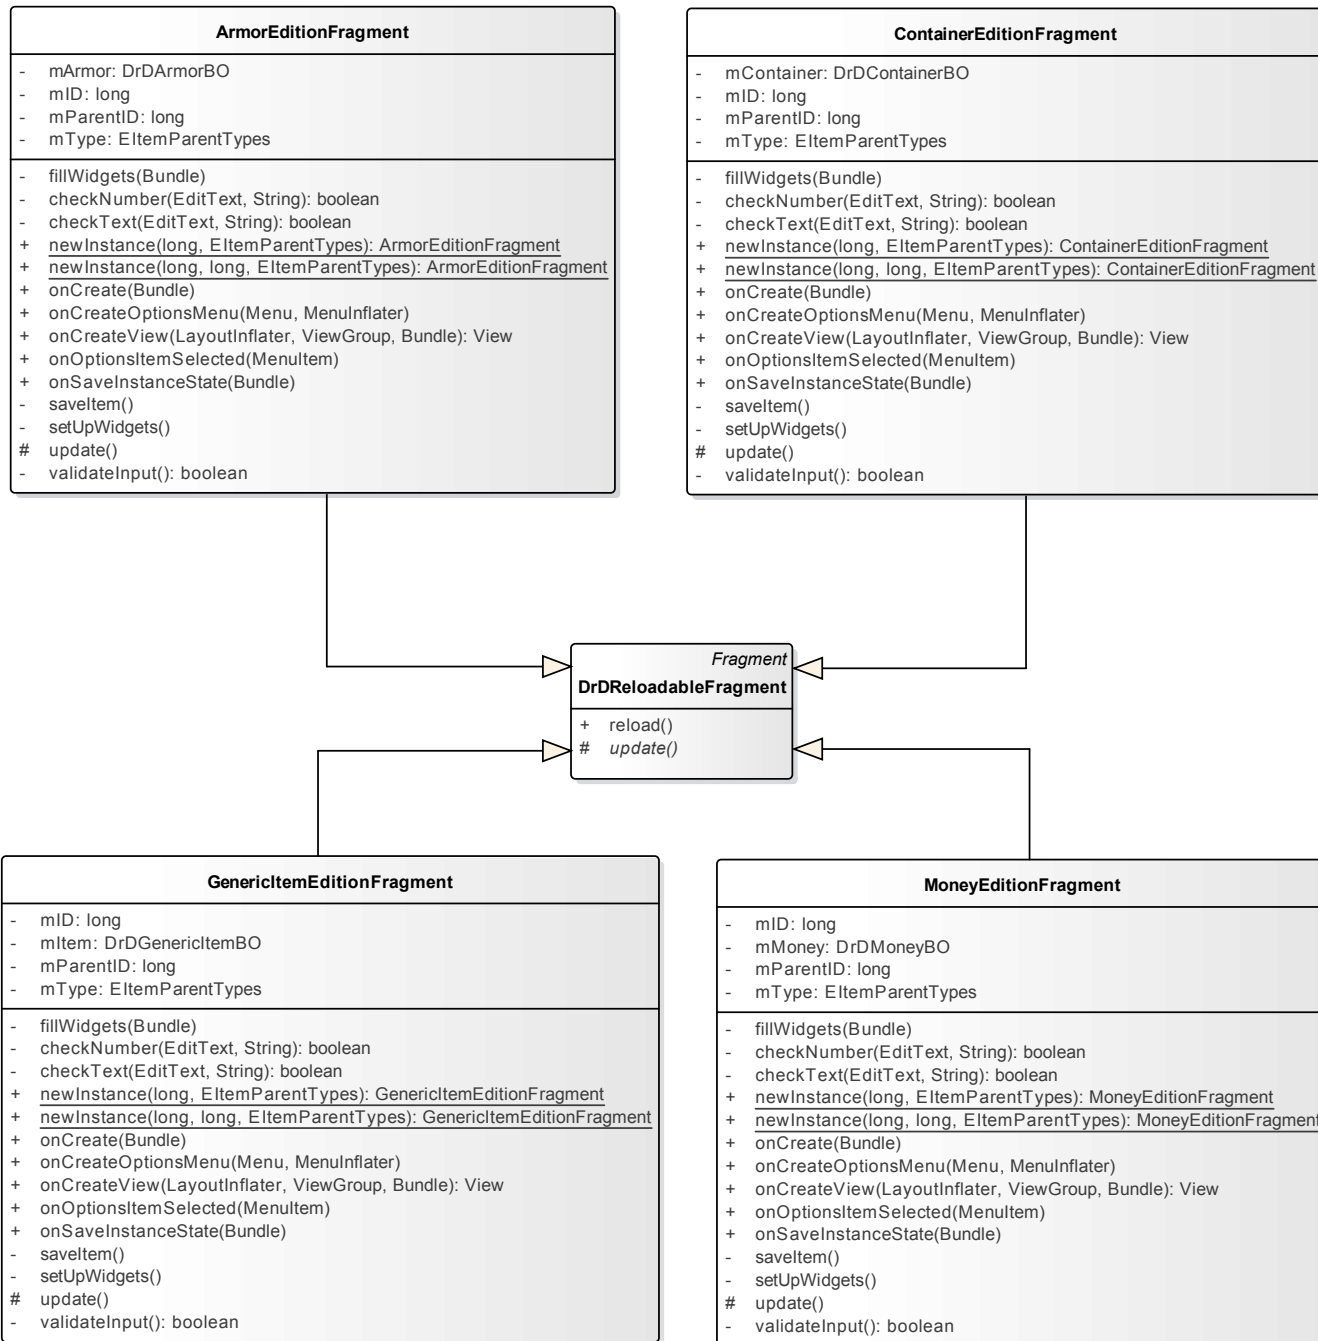 ArmorEditionFragment
- mArmor: DrDArmorBO
- mID: long
- mParentID: long
- mType: EItemParentTypes
- fillWidgets(Bundle)
- checkNumber(EditText, String): boolean
- checkText(EditText, String): boolean
+ newInstance(long, EItemParentTypes): ArmorEditionFragment
+ newInstance(long, long, EItemParentTypes): ArmorEditionFragment
+ onCreate(Bundle)
+ onCreateOptionsMenu(Menu, MenuInflater)
+ onCreateView(LayoutInflater, ViewGroup, Bundle): View
+ onOptionsItemSelected(MenuItem)
+ onSaveInstanceState(Bundle)
- saveItem()
- setUpWidgets()
# update()
- validateInput(): boolean
ContainerEditionFragment
- mContainer: DrDContainerBO
- mID: long
- mParentID: long
- mType: EItemParentTypes
- fillWidgets(Bundle)
- checkNumber(EditText, String): boolean
- checkText(EditText, String): boolean
+ newInstance(long, EItemParentTypes): ContainerEditionFragment
+ newInstance(long, long, EItemParentTypes): ContainerEditionFragment
+ onCreate(Bundle)
+ onCreateOptionsMenu(Menu, MenuInflater)
+ onCreateView(LayoutInflater, ViewGroup, Bundle): View
+ onOptionsItemSelected(MenuItem)
+ onSaveInstanceState(Bundle)
- saveItem()
- setUpWidgets()
# update()
- validateInput(): boolean
Fragment
DrDReloadableFragment
+ reload()
# update()
GenericItemEditionFragment
- mID: long
- mItem: DrDGenericItemBO
- mParentID: long
- mType: EItemParentTypes
- fillWidgets(Bundle)
- checkNumber(EditText, String): boolean
- checkText(EditText, String): boolean
+ newInstance(long, EItemParentTypes): GenericItemEditionFragment
+ newInstance(long, long, EItemParentTypes): GenericItemEditionFragment
+ onCreate(Bundle)
+ onCreateOptionsMenu(Menu, MenuInflater)
+ onCreateView(LayoutInflater, ViewGroup, Bundle): View
+ onOptionsItemSelected(MenuItem)
+ onSaveInstanceState(Bundle)
- saveItem()
- setUpWidgets()
# update()
- validateInput(): boolean
MoneyEditionFragment
- mID: long
- mMoney: DrDMoneyBO
- mParentID: long
- mType: EItemParentTypes
- fillWidgets(Bundle)
- checkNumber(EditText, String): boolean
- checkText(EditText, String): boolean
+ newInstance(long, EItemParentTypes): MoneyEditionFragment
+ newInstance(long, long, EItemParentTypes): MoneyEditionFragment
+ onCreate(Bundle)
+ onCreateOptionsMenu(Menu, MenuInflater)
+ onCreateView(LayoutInflater, ViewGroup, Bundle): View
+ onOptionsItemSelected(MenuItem)
+ onSaveInstanceState(Bundle)
- saveItem()
- setUpWidgets()
# update()
- validateInput(): boolean